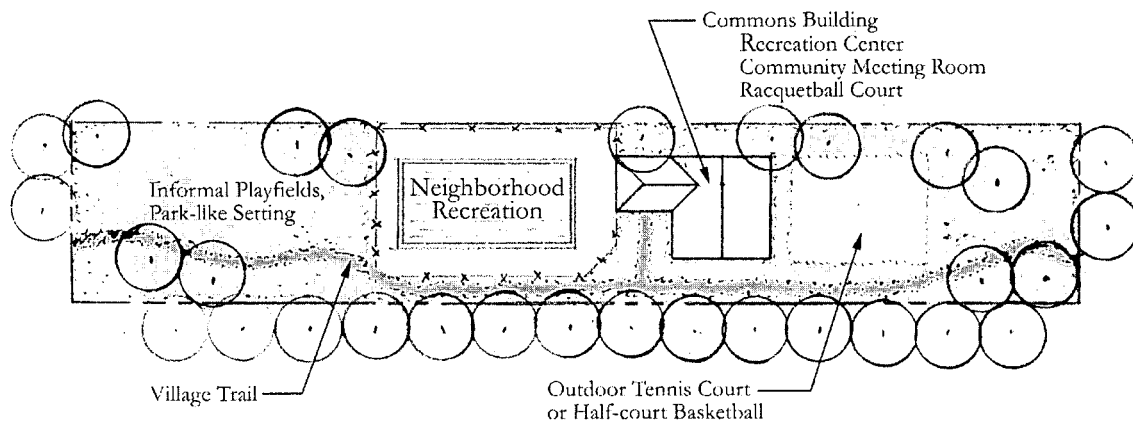 Commons Building
Recreation Center
Community Meeting Room
Racquetball Court
Informal Playfields,
Park-like Setting
Neighborhood
Recreation
Village Trail
Outdoor Tennis Court
or Half-court Basketball